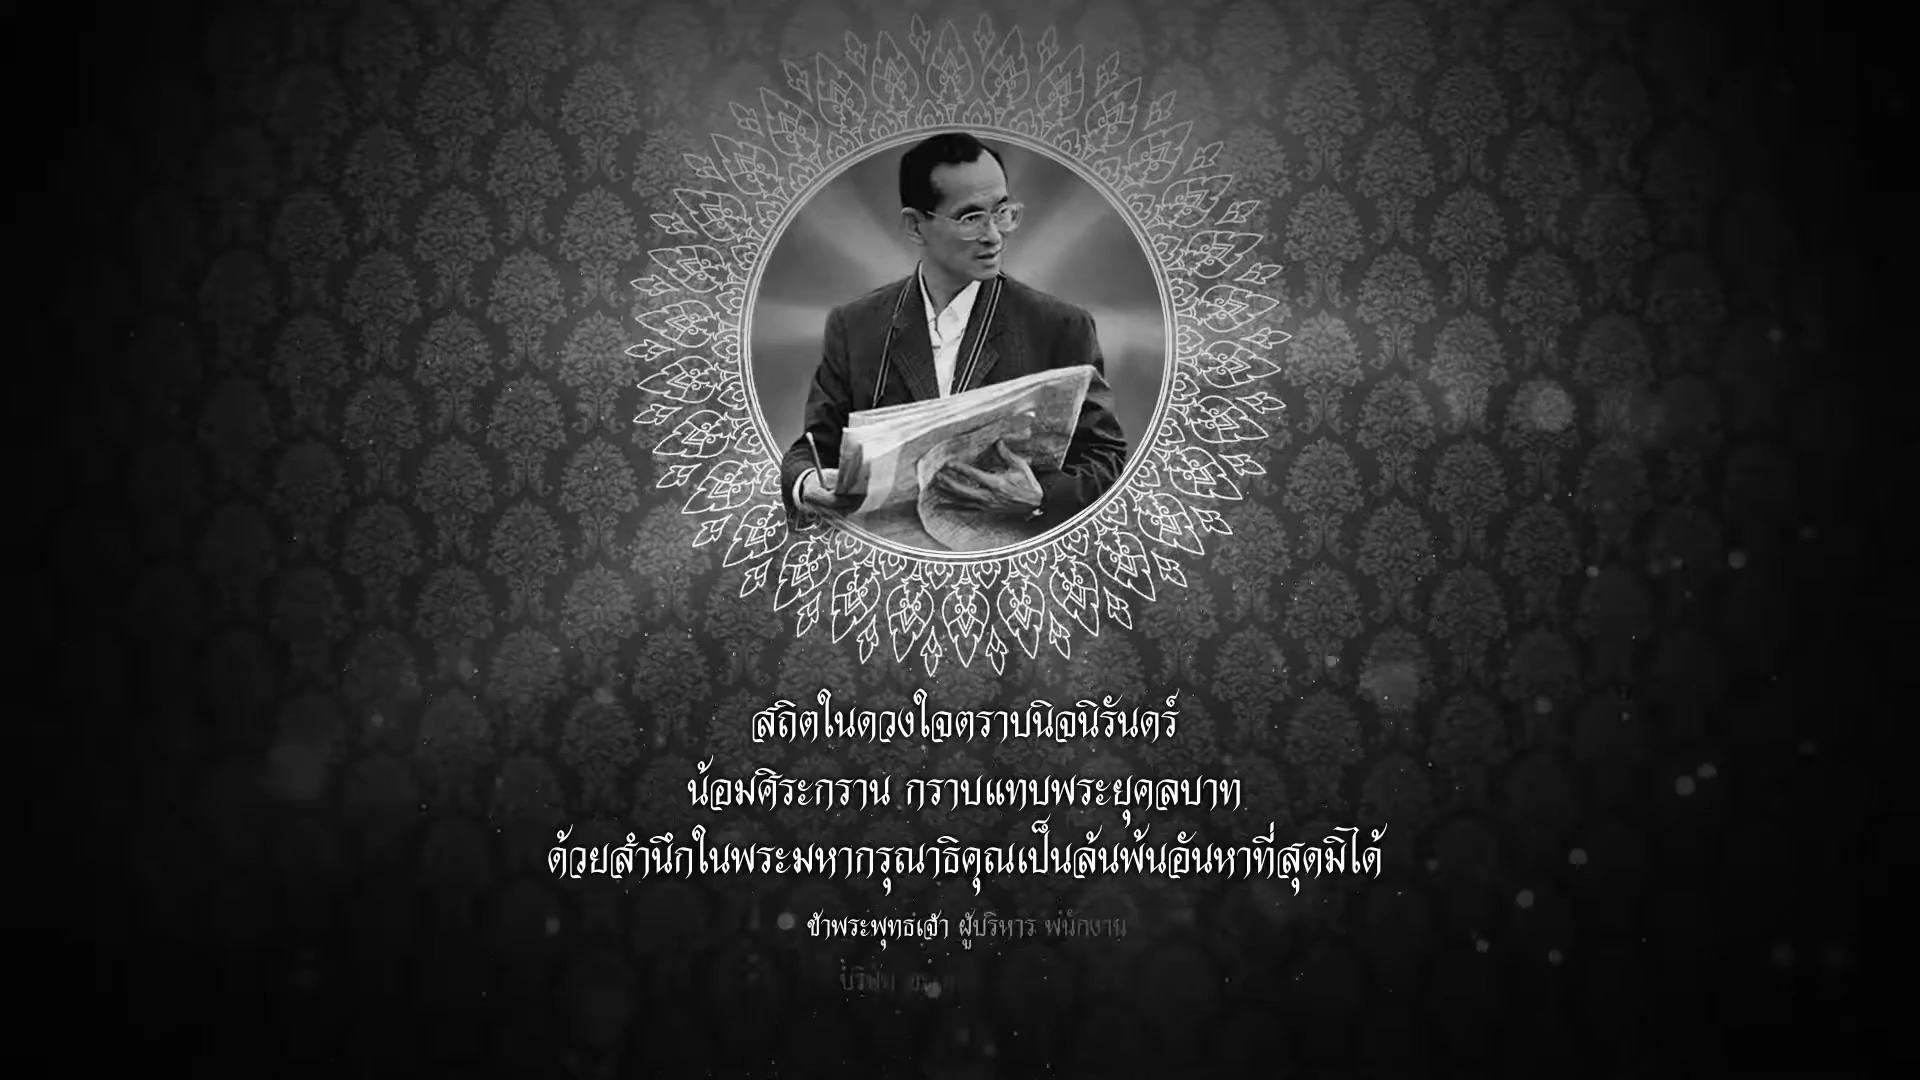 สถิตในดวงใจตราบนิจนิรันดร์
น้อมศิระกราน กราบแทบพระยุคลบาท
ด้วยสำนึกในพระมหากรุณาธิคุณเป็นล้นพ้นอันหาที่สุดมิได้
ข้าพระพุทธเจ้า ผู้บริหาร พนักงาน
บริษัท